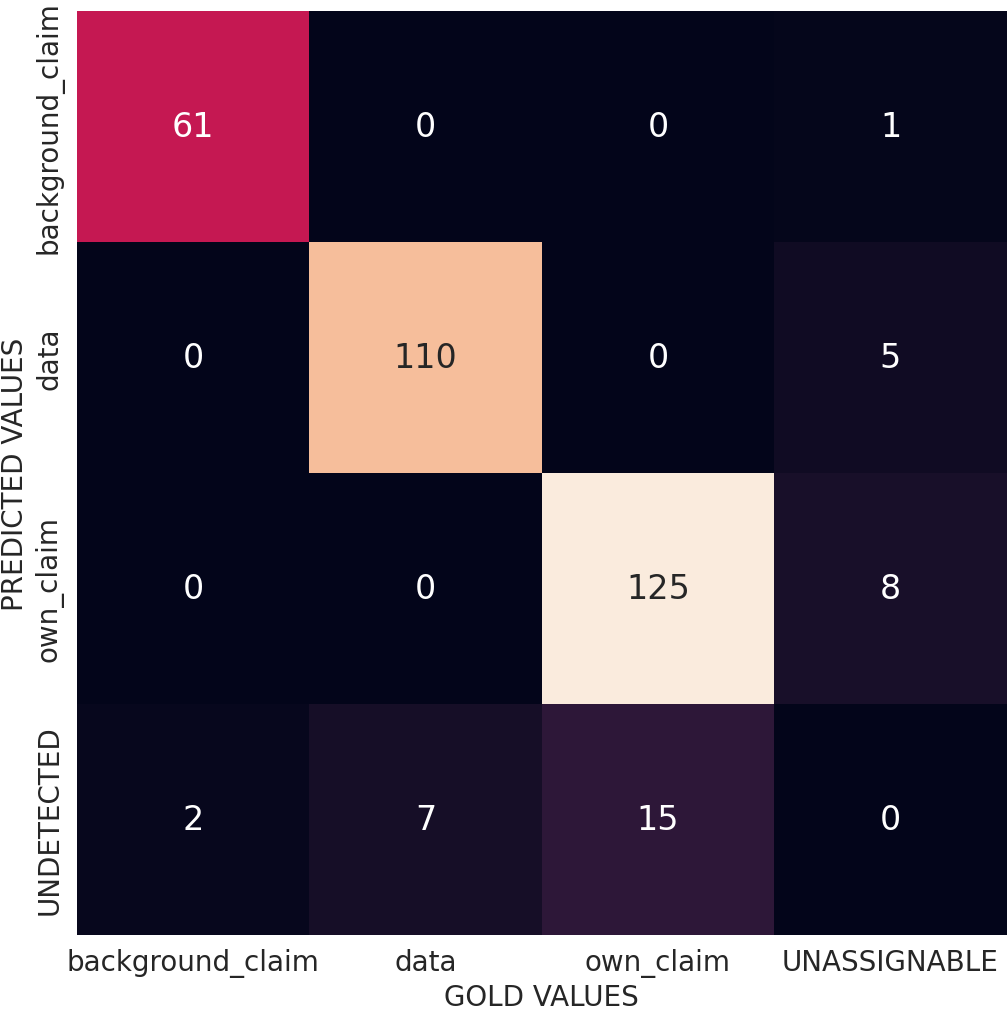 PREDICTED VALUES
background_claim
61 0 0 1
data
0 110 0 5
own_claim
0 0 125 8
UNDETECTED
2 7 15 0
background_claim data own_claim UNASSIGNABLE
GOLD VALUES